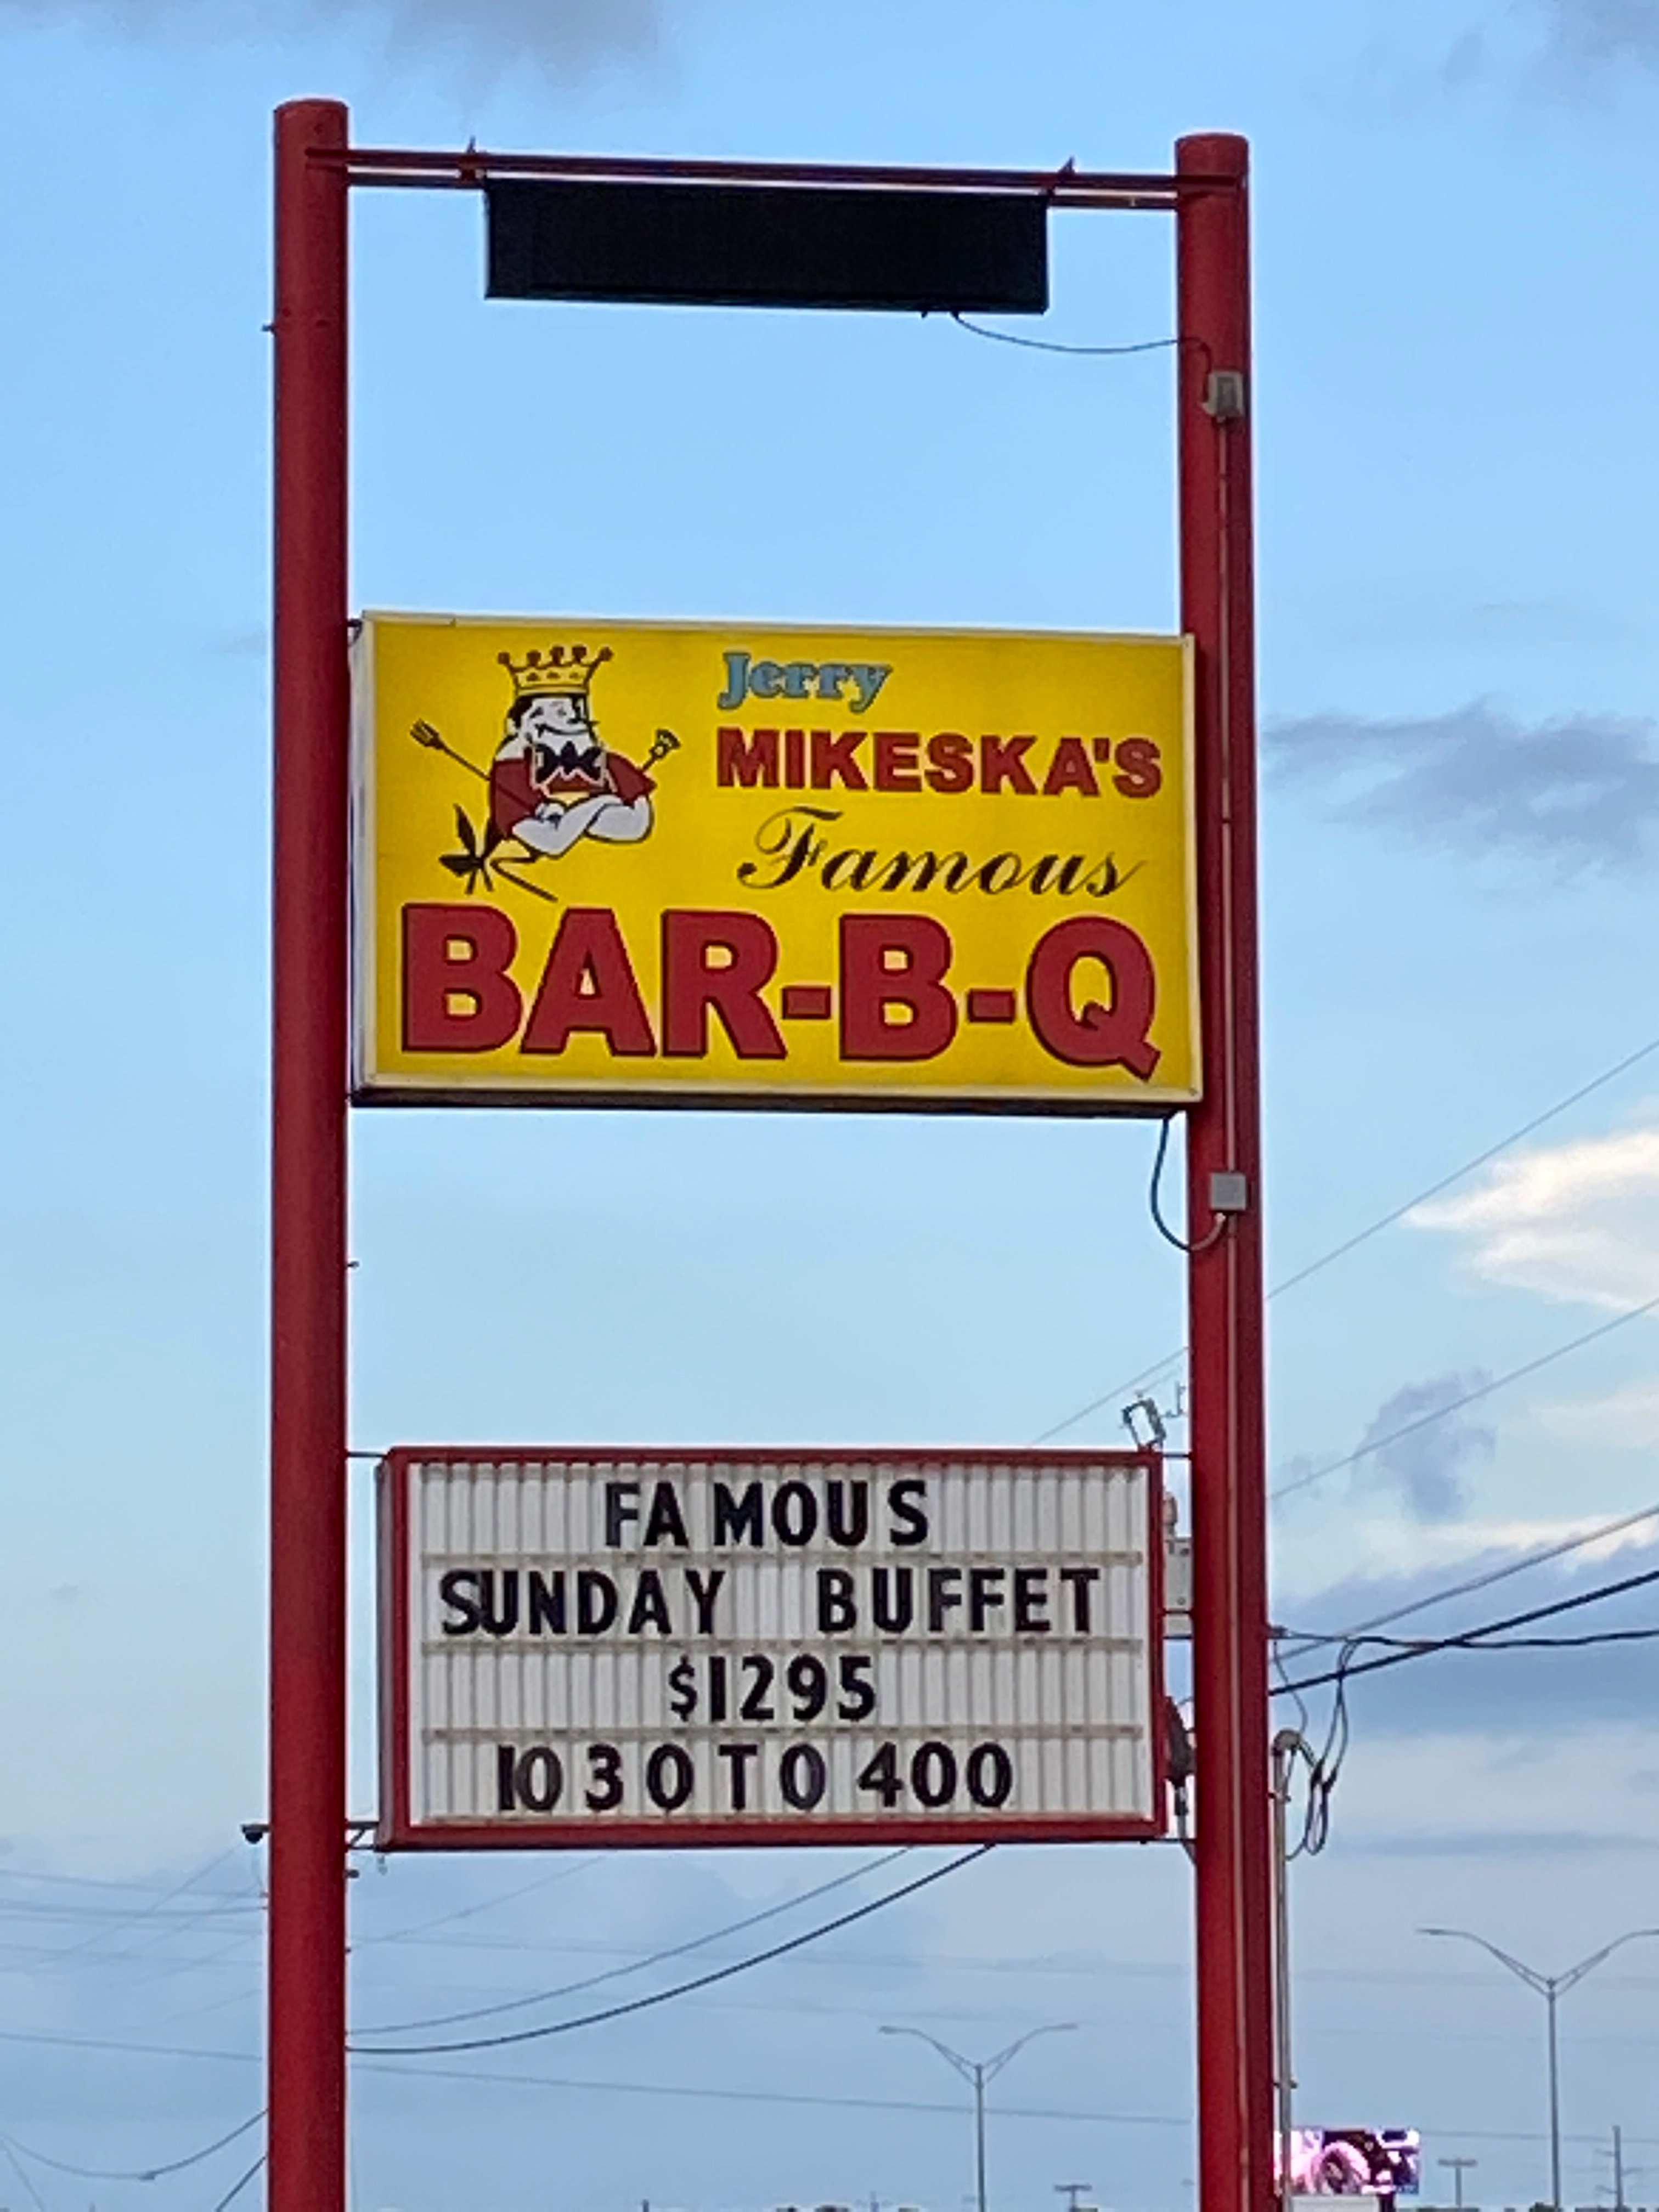 Jerry
MIKESKA'S
Famous
BAR-B-Q
FAMOUS
SUNDAY BUFFET
$1295
1030 TO 400